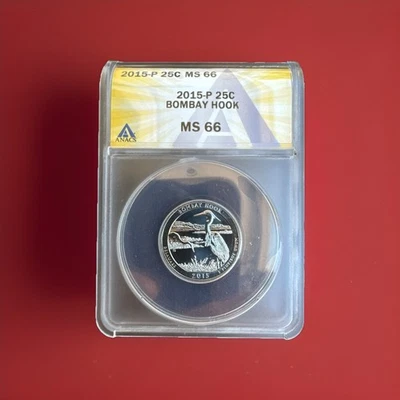 2015-P 25C MS 66
2015-P 25C
BOMBAY HOOK
MS 66
ANACS
BOMBAY HOOK
2015